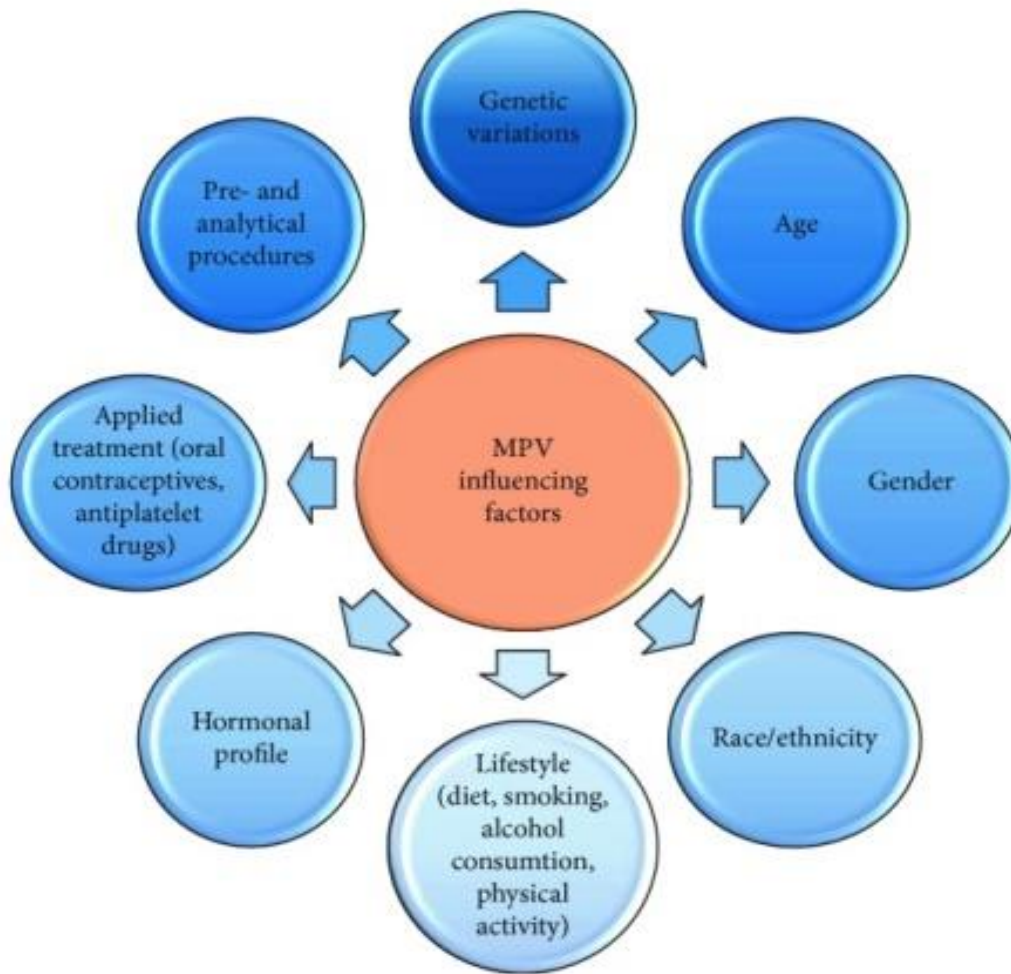 Genetic
variations
Pre- and
analytical
procedures
Age
Applied
treatment (oral
contraceptives,
antiplatelet
drugs)
MPV
influencing
factors
Gender
Hormonal
profile
Lifestyle
(diet, smoking,
alcohol
consumtion,
physical
activity)
Race/ethnicity